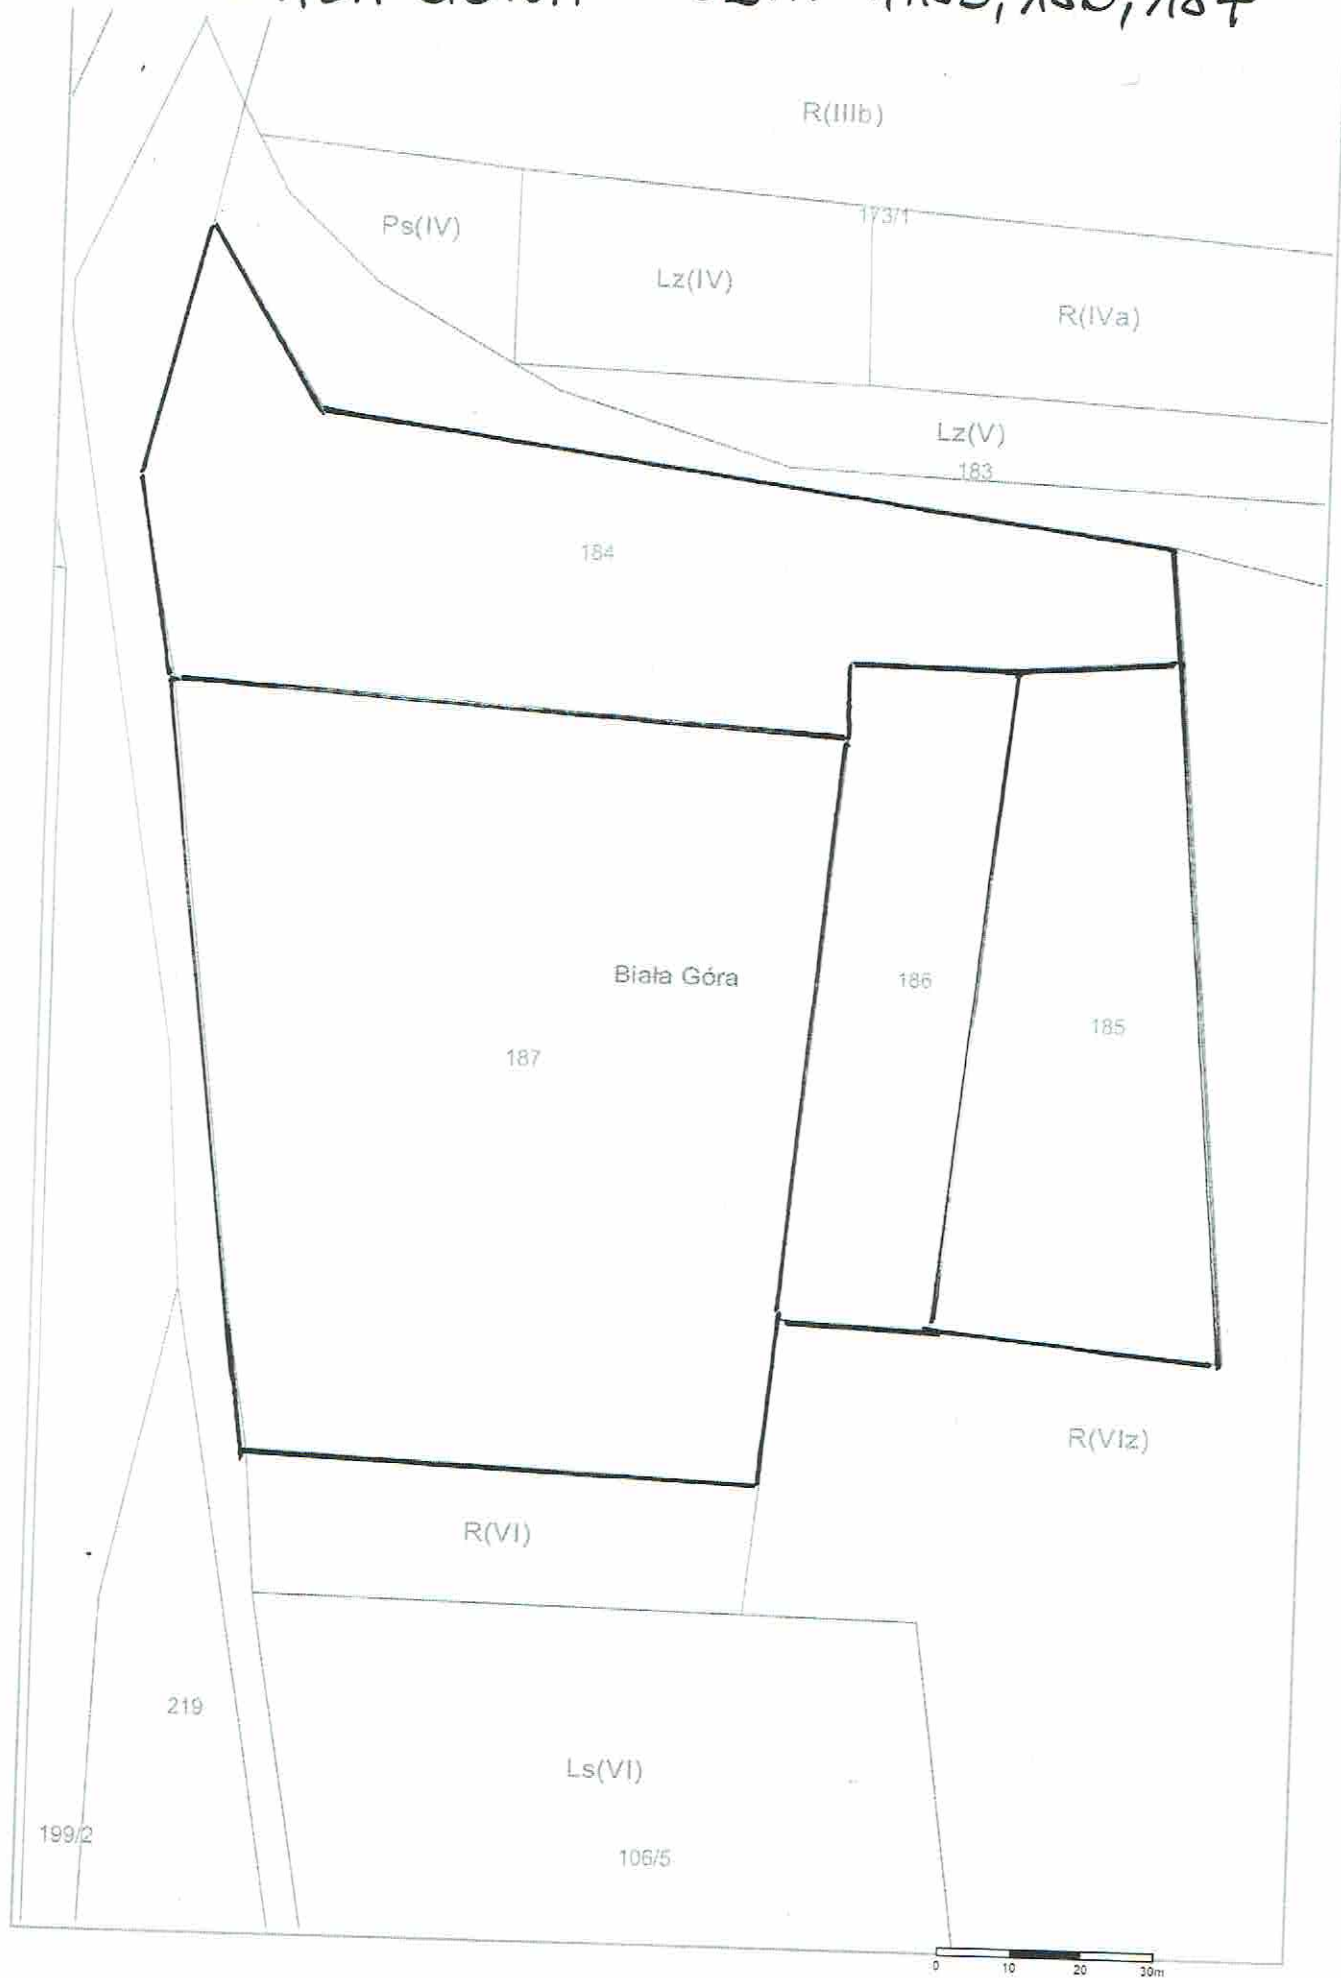 R(IIIb)
173/1
Ps(IV)
Lz(IV)
R(IVa)
Lz(V)
183
184
Biała Góra
186
185
187
R(VIz)
R(VI)
219
Ls(VI)
199/2
106/5
0 10 20 30m